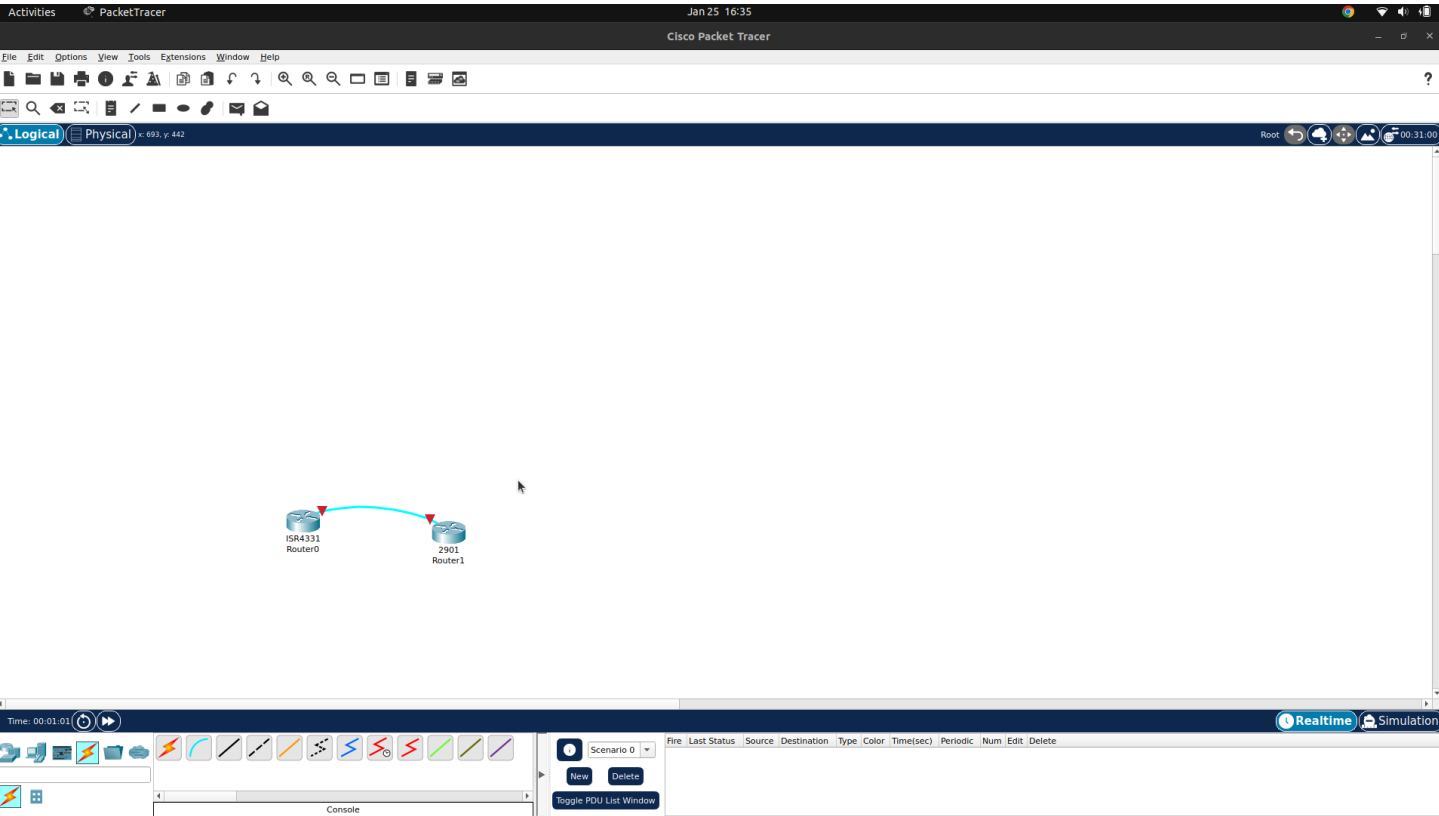 Activities PacketTracer Jan 25 16:35
Cisco Packet Tracer
File Edit Options View Tools Extensions Window Help
?
Logical Physical x: 693, y: 442 Root 00:31:00
ISR4331
Router0
2901
Router1
Time: 00:01:01 Realtime Simulation
Fire Last Status Source Destination Type Color Time(sec) Periodic Num Edit Delete
Scenario 0
New Delete
Toggle PDU List Window
Console